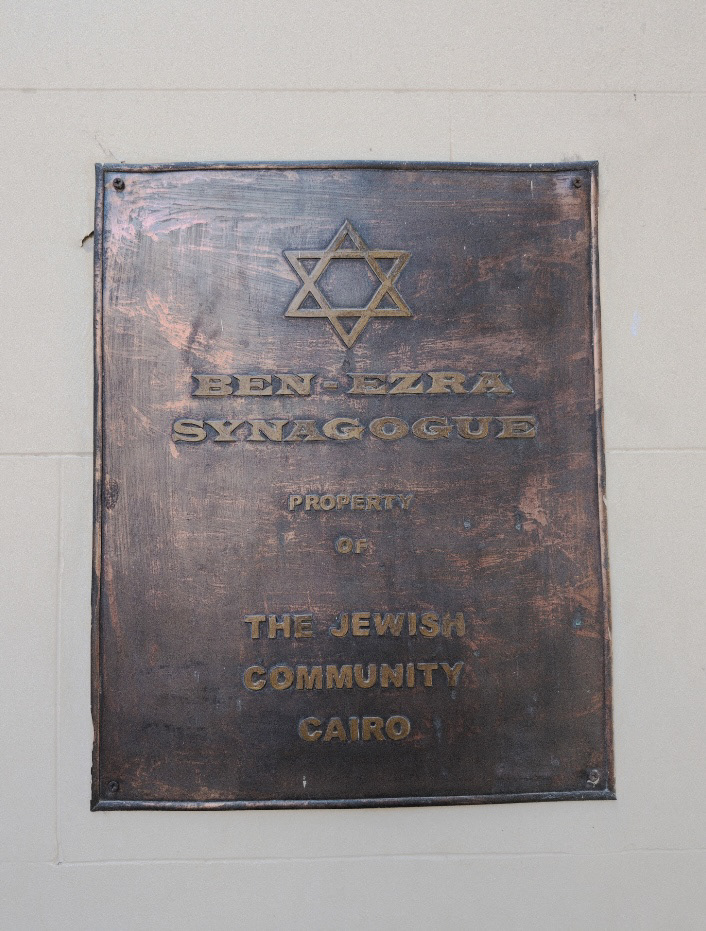 BEN-EZRA
SYNAGOGUE
PROPERTY
OF
THE JEWISH
COMMUNITY
CAIRO